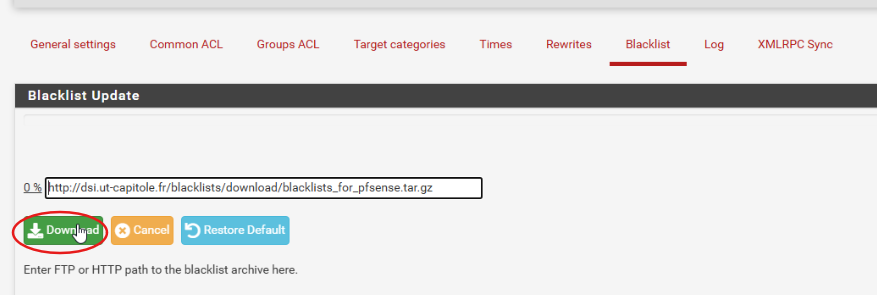 General settings Common ACL Groups ACL Target categories Times Rewrites Blacklist Log XMLRPC Sync
Blacklist Update
0 % http://dsi.ut-capitole.fr/blacklists/download/blacklists_for_pfsense.tar.gz
Download Cancel Restore Default
Enter FTP or HTTP path to the blacklist archive here.